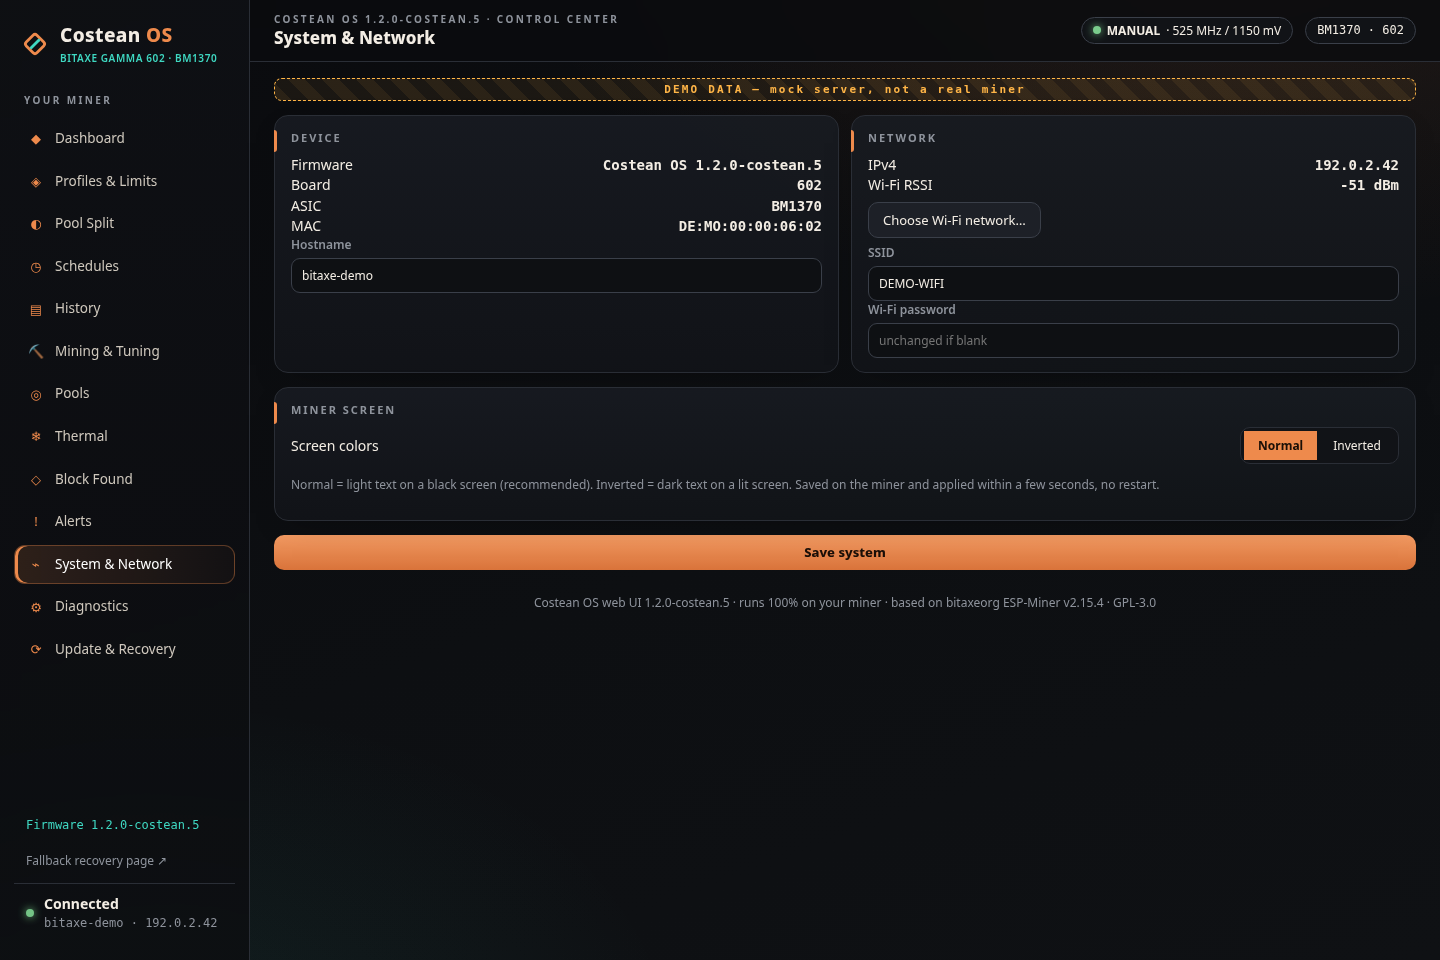 Costean OS
BITAXE GAMMA 602 · BM1370
YOUR MINER
Dashboard
Profiles & Limits
Pool Split
Schedules
History
Mining & Tuning
Pools
Thermal
Block Found
Alerts
System & Network
Diagnostics
Update & Recovery
Firmware 1.2.0-costean.5
Fallback recovery page ↗
Connected
bitaxe-demo · 192.0.2.42
COSTEAN OS 1.2.0-COSTEAN.5 · CONTROL CENTER
System & Network
MANUAL · 525 MHz / 1150 mV
BM1370 · 602
DEMO DATA — mock server, not a real miner
DEVICE
Firmware Costean OS 1.2.0-costean.5
Board 602
ASIC BM1370
MAC DE:MO:00:00:06:02
Hostname
bitaxe-demo
NETWORK
IPv4 192.0.2.42
Wi-Fi RSSI -51 dBm
Choose Wi-Fi network…
SSID
DEMO-WIFI
Wi-Fi password
unchanged if blank
MINER SCREEN
Screen colors Normal Inverted
Normal = light text on a black screen (recommended). Inverted = dark text on a lit screen. Saved on the miner and applied within a few seconds, no restart.
Save system
Costean OS web UI 1.2.0-costean.5 · runs 100% on your miner · based on bitaxeorg ESP-Miner v2.15.4 · GPL-3.0